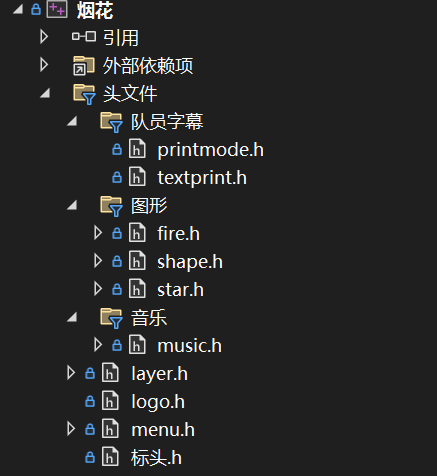 烟花
引用
外部依赖项
头文件
队员字幕
printmode.h
textprint.h
图形
fire.h
shape.h
star.h
音乐
music.h
layer.h
logo.h
menu.h
标头.h